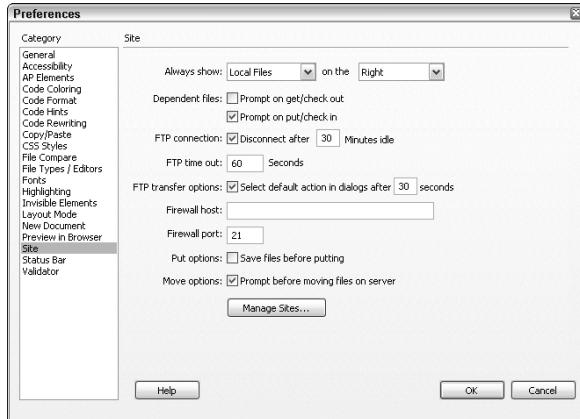 Preferences
Category
Site
General
Accessibility
AP Elements
Code Coloring
Code Format
Code Hints
Code Rewriting
Copy/Paste
CSS Styles
File Compare
File Types / Editors
Fonts
Highlighting
Invisible Elements
Layout Mode
New Document
Preview in Browser
Site
Status Bar
Validator
Always show: Local Files on the Right
Dependent files: Prompt on get/check out
Prompt on put/check in
FTP connection: Disconnect after 30 Minutes idle
FTP time out: 60 Seconds
FTP transfer options: Select default action in dialogs after 30 seconds
Firewall host:
Firewall port: 21
Put options: Save files before putting
Move options: Prompt before moving files on server
Manage Sites...
Help
OK
Cancel